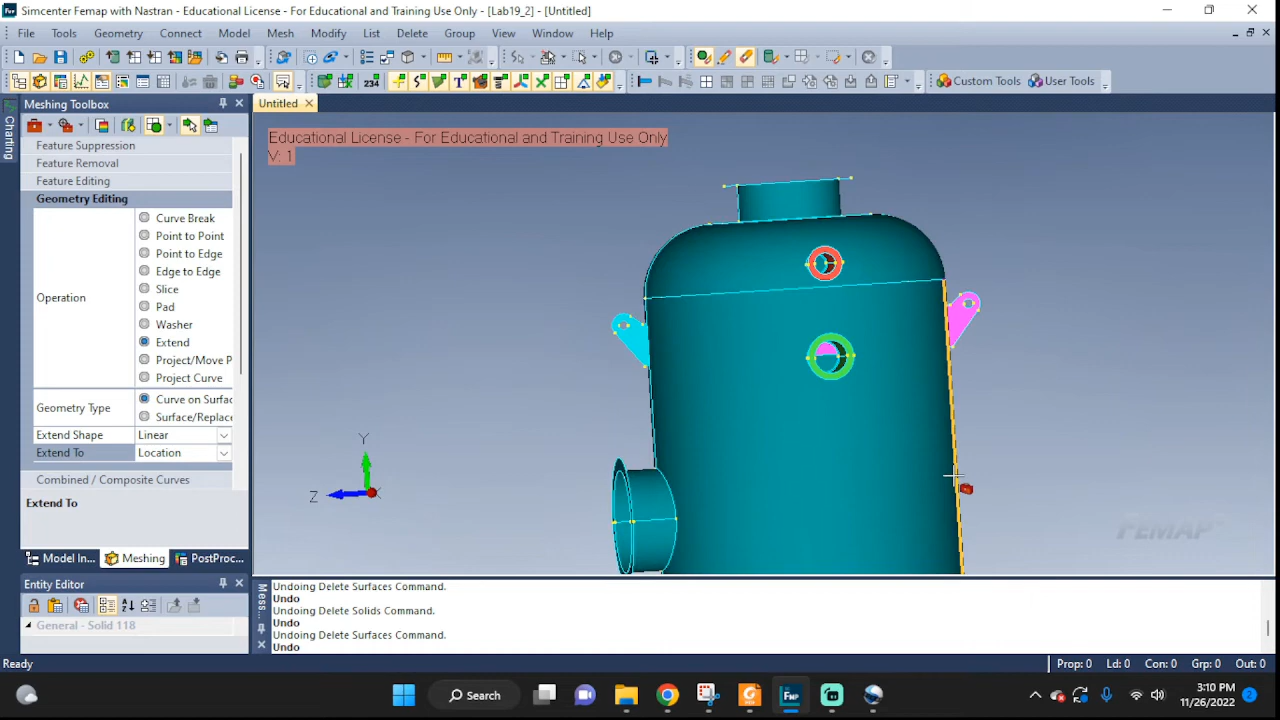 Simcenter Femap with Nastran - Educational License - For Educational and Training Use Only - [Lab19_2] - [Untitled]
File Tools Geometry Connect Model Mesh Modify List Delete Group View Window Help
234 T Custom Tools User Tools
Meshing Toolbox
Untitled
Charting
Educational License - For Educational and Training Use Only
V: 1
Feature Suppression
Feature Removal
Feature Editing
Geometry Editing
Operation
Curve Break
Point to Point
Point to Edge
Edge to Edge
Slice
Pad
Washer
Extend
Project/Move P
Project Curve
Geometry Type
Curve on Surfac
Surface/Replace
Extend Shape Linear
Extend To Location
Combined / Composite Curves
Extend To
Y
Z X
FEMAP
Model In... Meshing PostProc...
Entity Editor
General - Solid 118
Mess...
Undoing Delete Surfaces Command.
Undo
Undoing Delete Solids Command.
Undo
Undoing Delete Surfaces Command.
Undo
Ready Prop: 0 Ld: 0 Con: 0 Grp: 0 Out: 0
Search
FMP
3:10 PM
11/26/2022
2